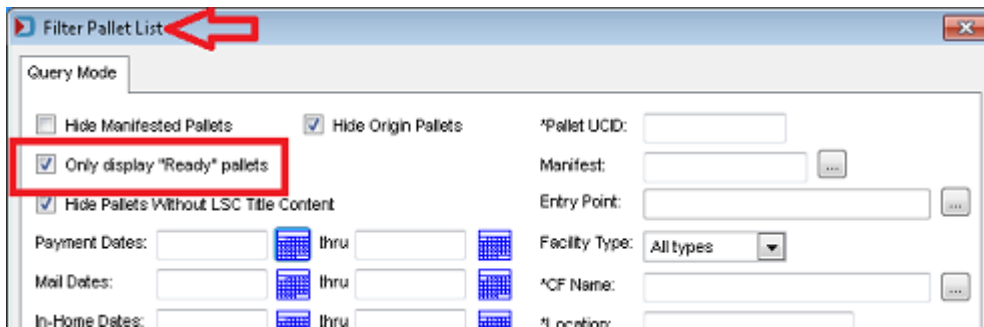 Filter Pallet List
Query Mode
Hide Manifested Pallets Hide Origin Pallets *Pallet UCID:
Only display "Ready" pallets Manifest: ...
Hide Pallets Without LSC Title Content Entry Point: ...
Payment Dates: thru Facility Type: All types
Mail Dates: thru *CF Name: ...
In-Home Dates: thru *Location: